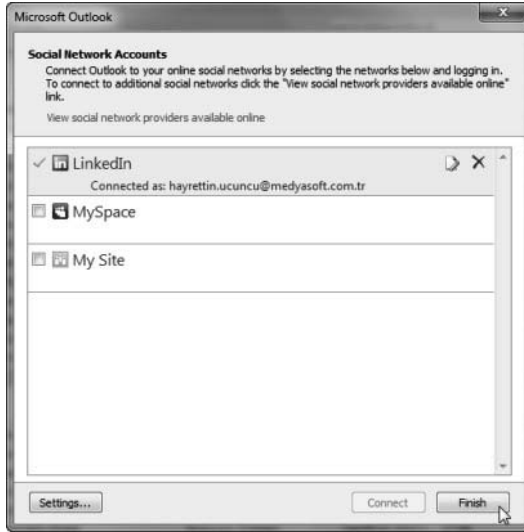 Microsoft Outlook
Social Network Accounts
Connect Outlook to your online social networks by selecting the networks below and logging in.
To connect to additional social networks click the "View social network providers available online"
link.
View social network providers available online
LinkedIn
Connected as: hayrettin.ucuncu@medyasoft.com.tr
MySpace
My Site
Settings...
Connect
Finish